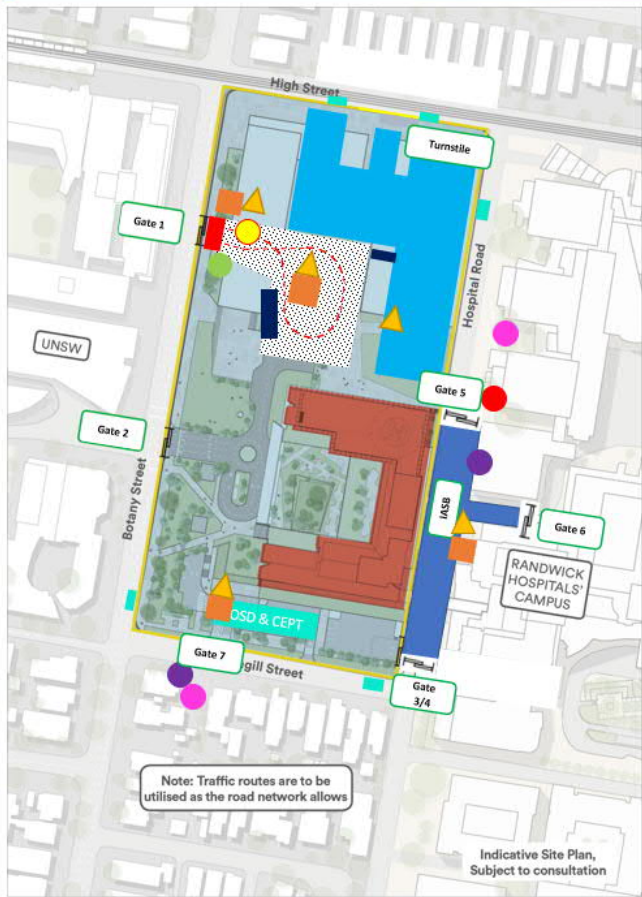 High Street
Turnstile
Gate 1
Hospital Road
UNSW
Gate 5
Gate 2
Botany Street
IASB
Gate 6
RANDWICK
HOSPITALS'
CAMPUS
OSD & CEPT
Gate 7
Street
Gate
3/4
Note: Traffic routes are to be
utilised as the road network allows
Indicative Site Plan,
Subject to consultation